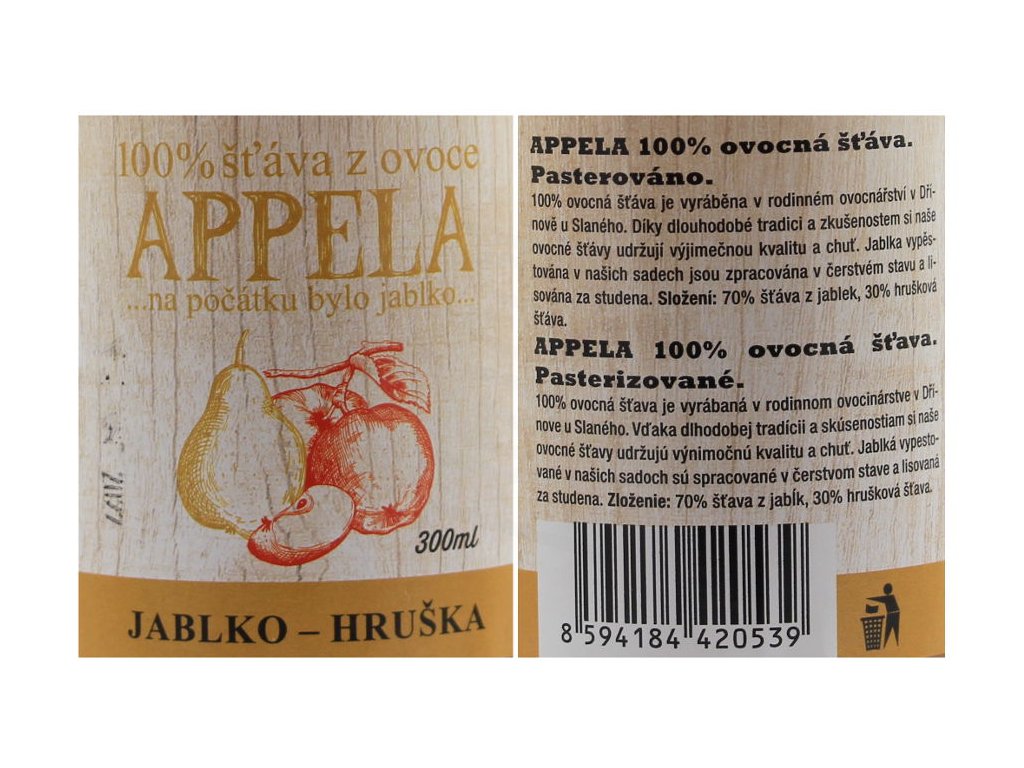 100% šťáva z ovoce
APPELA
...na počátku bylo jablko...
300ml
JABLKO – HRUŠKA
APPELA 100% ovocná šťáva.
Pasterováno.
100% ovocná šťáva je vyráběna v rodinném ovocnářství v Dří-
nově u Slaného. Díky dlouhodobé tradici a zkušenostem si naše
ovocné šťávy udržují výjimečnou kvalitu a chuť. Jablka vypěs-
tována v našich sadech jsou zpracována v čerstvém stavu a li-
sována za studena. Složení: 70% šťáva z jablek, 30% hrušková
šťáva.
APPELA 100% ovocná šťava.
Pasterizované.
100% ovocná šťava je vyrábaná v rodinnom ovocinárstve v Dří-
nove u Slaného. Vďaka dlhodobej tradícii a skúsenostiam si naše
ovocné šťavy udržujú výnimočnú kvalitu a chuť. Jablká vypesto-
vané v našich sadoch sú spracované v čerstvom stave a lisovaná
za studena. Zloženie: 70% šťava z jabĺk, 30% hrušková šťava.
8 594184 420539